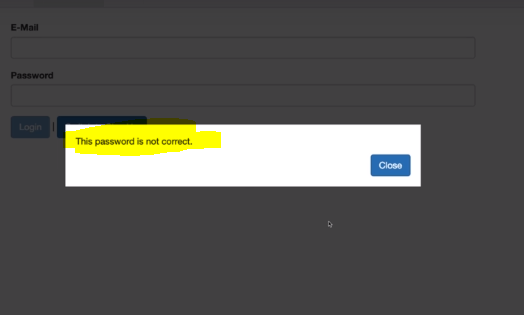 E-Mail
Password
Login |
This password is not correct.
Close